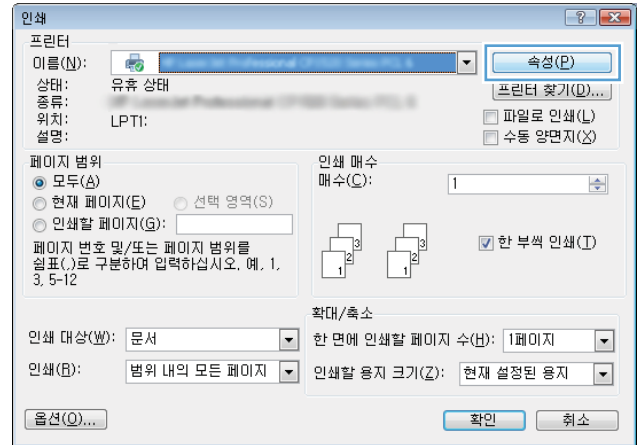 인쇄
프린터
이름(N):
속성(P)
상태: 유휴 상태
프린터 찾기(D)...
종류:
위치: LPT1:
파일로 인쇄(L)
설명:
수동 양면지(X)
페이지 범위
모두(A)
현재 페이지(E) 선택 영역(S)
인쇄할 페이지(G):
페이지 번호 및/또는 페이지 범위를
쉼표(,)로 구분하여 입력하십시오. 예, 1,
3, 5-12
인쇄 매수
매수(C): 1
3 3
2 2
1 1
한 부씩 인쇄(T)
인쇄 대상(W): 문서
인쇄(R): 범위 내의 모든 페이지
확대/축소
한 면에 인쇄할 페이지 수(H): 1페이지
인쇄할 용지 크기(Z): 현재 설정된 용지
옵션(O)...
확인 취소